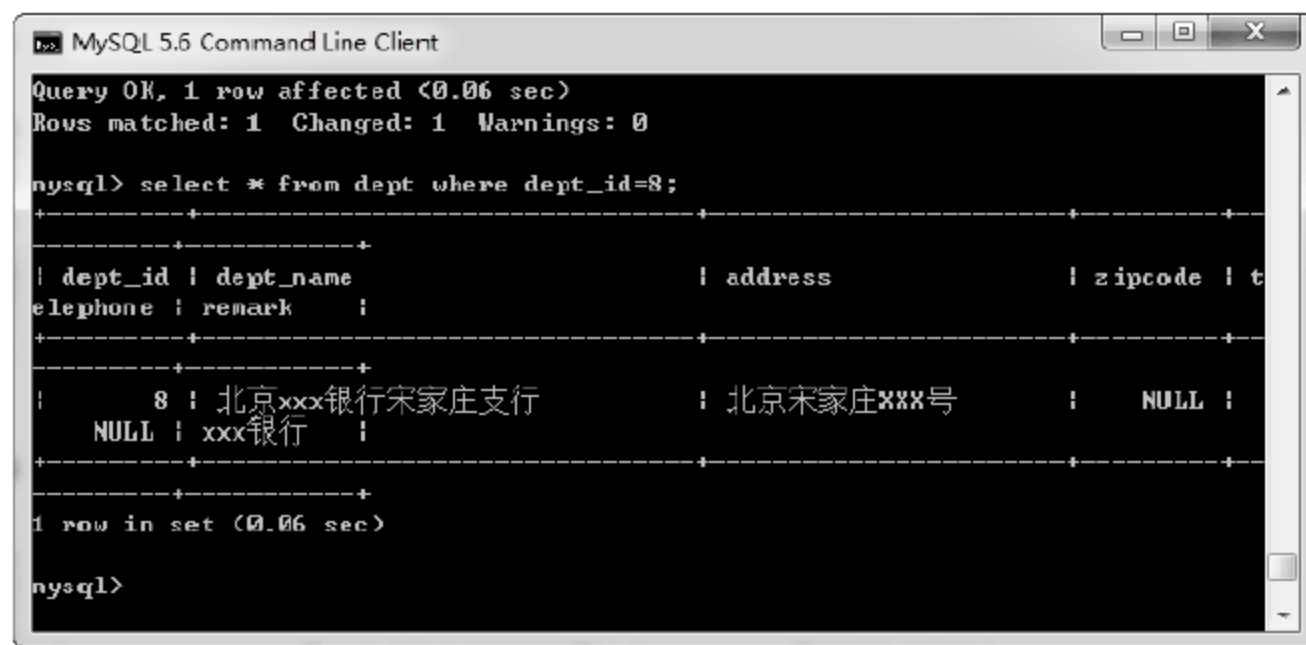 MySQL 5.6 Command Line Client
Query OK, 1 row affected (0.06 sec)
Rows matched: 1  Changed: 1  Warnings: 0
mysql> select * from dept where dept_id=8;
+---------+--------------------------------+-----------------------+---------+--
---------+-----------+
| dept_id | dept_name                      | address               | zipcode | t
elephone | remark    |
+---------+--------------------------------+-----------------------+---------+--
---------+-----------+
|       8 | 北京xxx银行宋家庄支行          | 北京宋家庄XXX号       |    NULL |
    NULL | xxx银行   |
+---------+--------------------------------+-----------------------+---------+--
---------+-----------+
1 row in set (0.06 sec)
mysql>